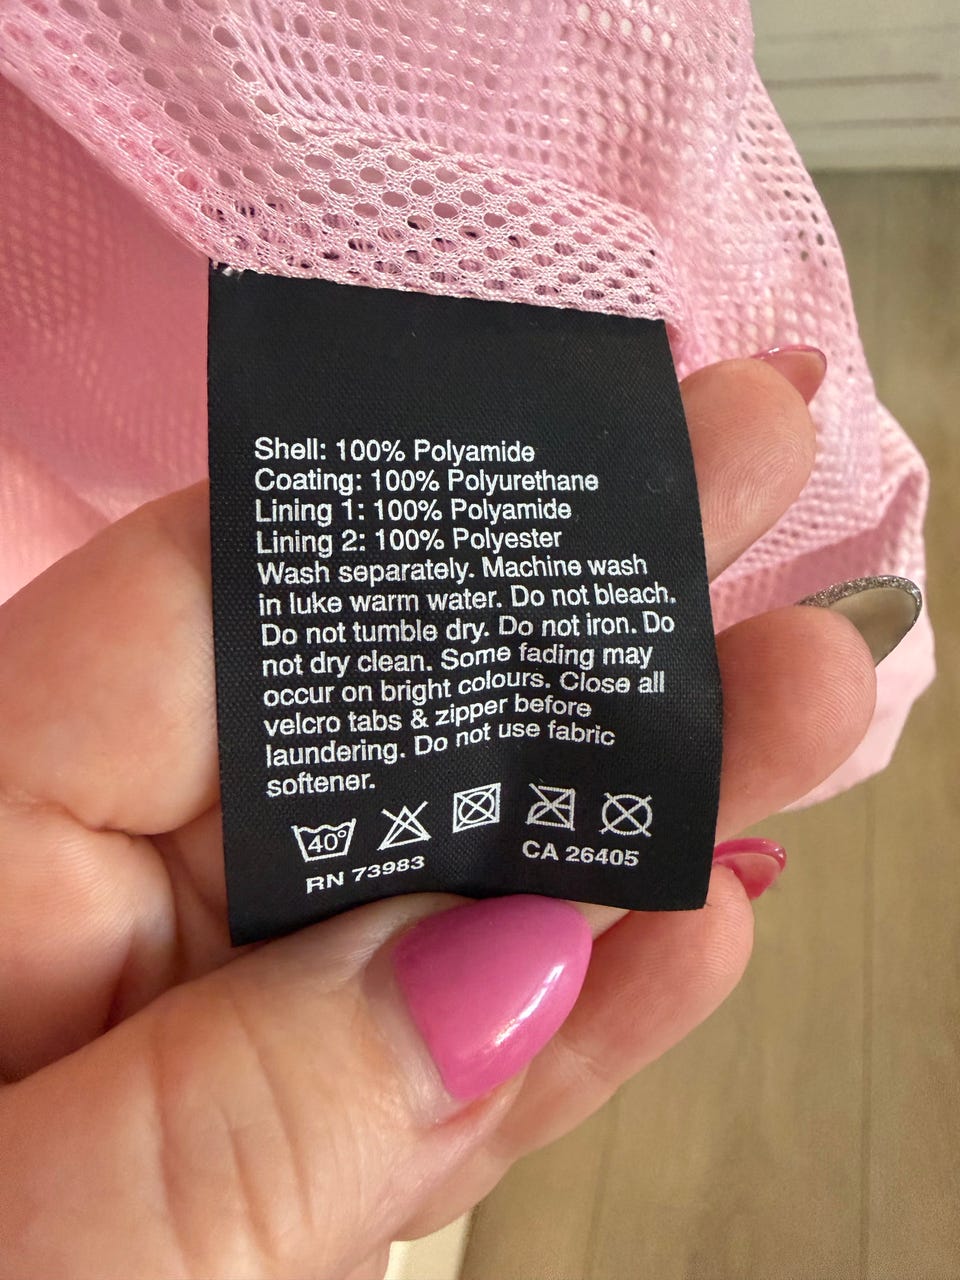 Shell: 100% Polyamide
Coating: 100% Polyurethane
Lining 1: 100% Polyamide
Lining 2: 100% Polyester
Wash separately. Machine wash
in luke warm water. Do not bleach.
Do not tumble dry. Do not iron. Do
not dry clean. Some fading may
occur on bright colours. Close all
velcro tabs & zipper before
laundering. Do not use fabric
softener.
40°
RN 73983
CA 26405